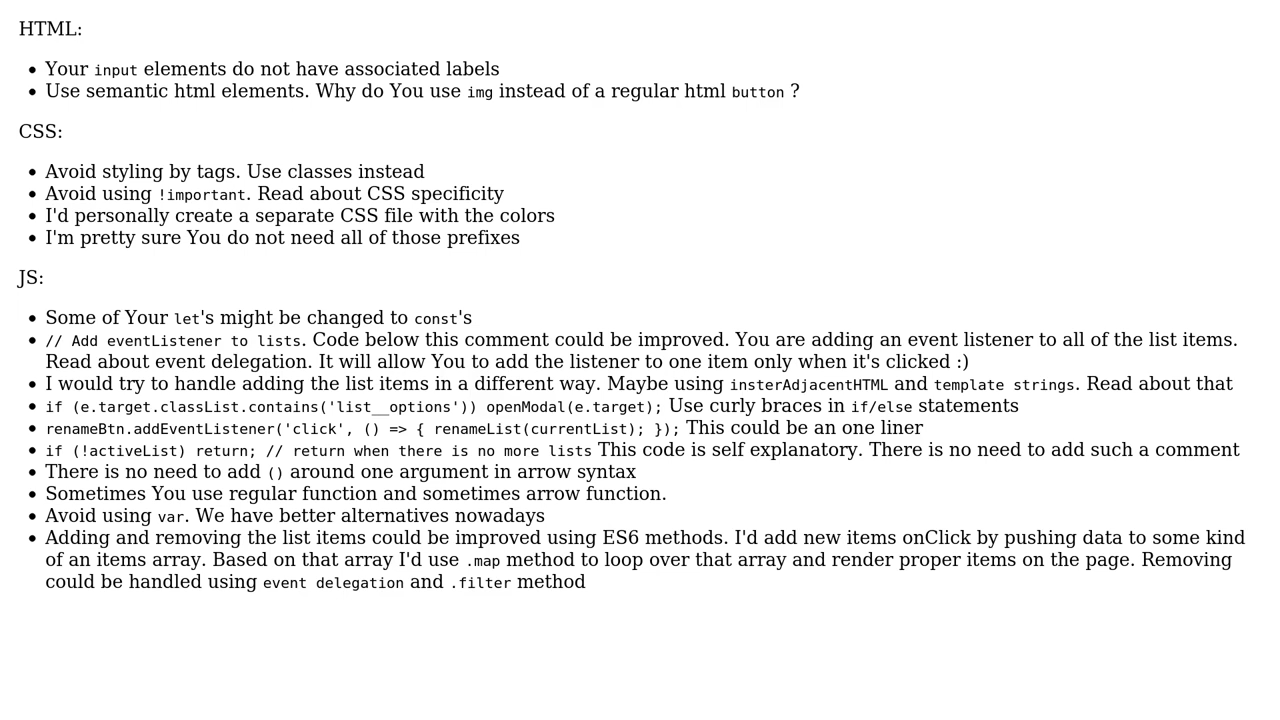 HTML:
Your input elements do not have associated labels
Use semantic html elements. Why do You use img instead of a regular html button ?
CSS:
Avoid styling by tags. Use classes instead
Avoid using !important. Read about CSS specificity
I'd personally create a separate CSS file with the colors
I'm pretty sure You do not need all of those prefixes
JS:
Some of Your let's might be changed to const's
// Add eventListener to lists. Code below this comment could be improved. You are adding an event listener to all of the list items.
Read about event delegation. It will allow You to add the listener to one item only when it's clicked :)
I would try to handle adding the list items in a different way. Maybe using insterAdjacentHTML and template strings. Read about that
if (e.target.classList.contains('list__options')) openModal(e.target); Use curly braces in if/else statements
renameBtn.addEventListener('click', () => { renameList(currentList); }); This could be an one liner
if (!activeList) return; // return when there is no more lists This code is self explanatory. There is no need to add such a comment
There is no need to add () around one argument in arrow syntax
Sometimes You use regular function and sometimes arrow function.
Avoid using var. We have better alternatives nowadays
Adding and removing the list items could be improved using ES6 methods. I'd add new items onClick by pushing data to some kind
of an items array. Based on that array I'd use .map method to loop over that array and render proper items on the page. Removing
could be handled using event delegation and .filter method